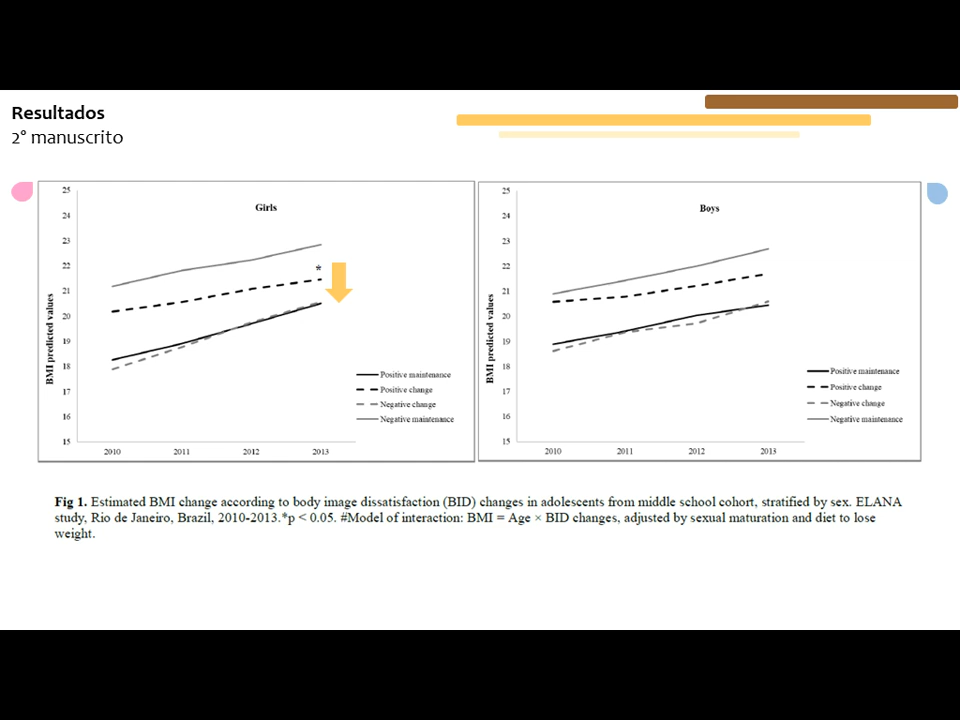 Resultados
2° manuscrito
Girls
25
24
23
22
21
20
19
18
17
16
15
BMI predicted values
*
2010 2011 2012 2013
Positive maintenance
Positive change
Negative change
Negative maintenance
Boys
25
24
23
22
21
20
19
18
17
16
15
BMI predicted values
2010 2011 2012 2013
Positive maintenance
Positive change
Negative change
Negative maintenance
Fig 1. Estimated BMI change according to body image dissatisfaction (BID) changes in adolescents from middle school cohort, stratified by sex. ELANA
study, Rio de Janeiro, Brazil, 2010-2013.*p < 0.05. #Model of interaction: BMI = Age × BID changes, adjusted by sexual maturation and diet to lose
weight.